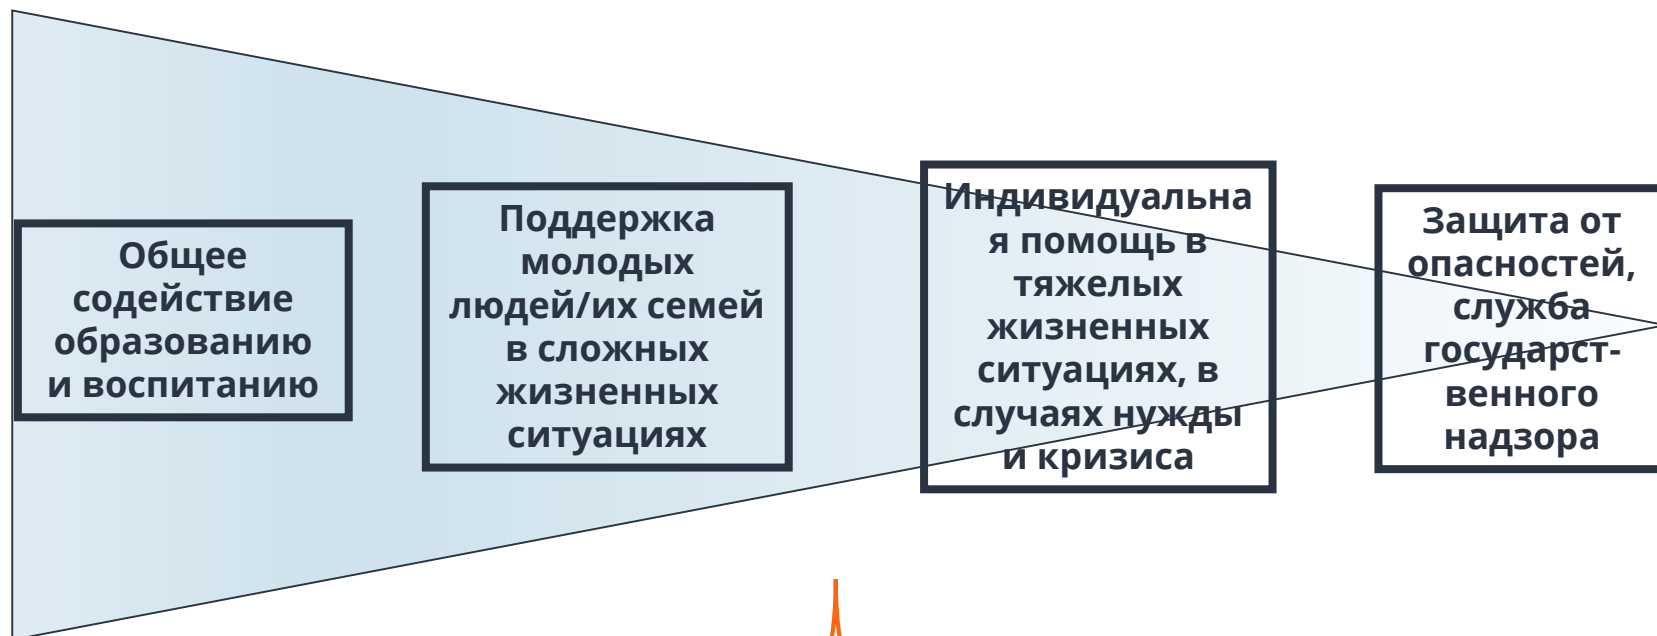 Общее
содействие
образованию
и воспитанию
Поддержка
молодых
людей/их семей
в сложных
жизненных
ситуациях
Индивидуальна
я помощь в
тяжелых
жизненных
ситуациях, в
случаях нужды
и кризиса
Защита от
опасностей,
служба
государст-
венного
надзора